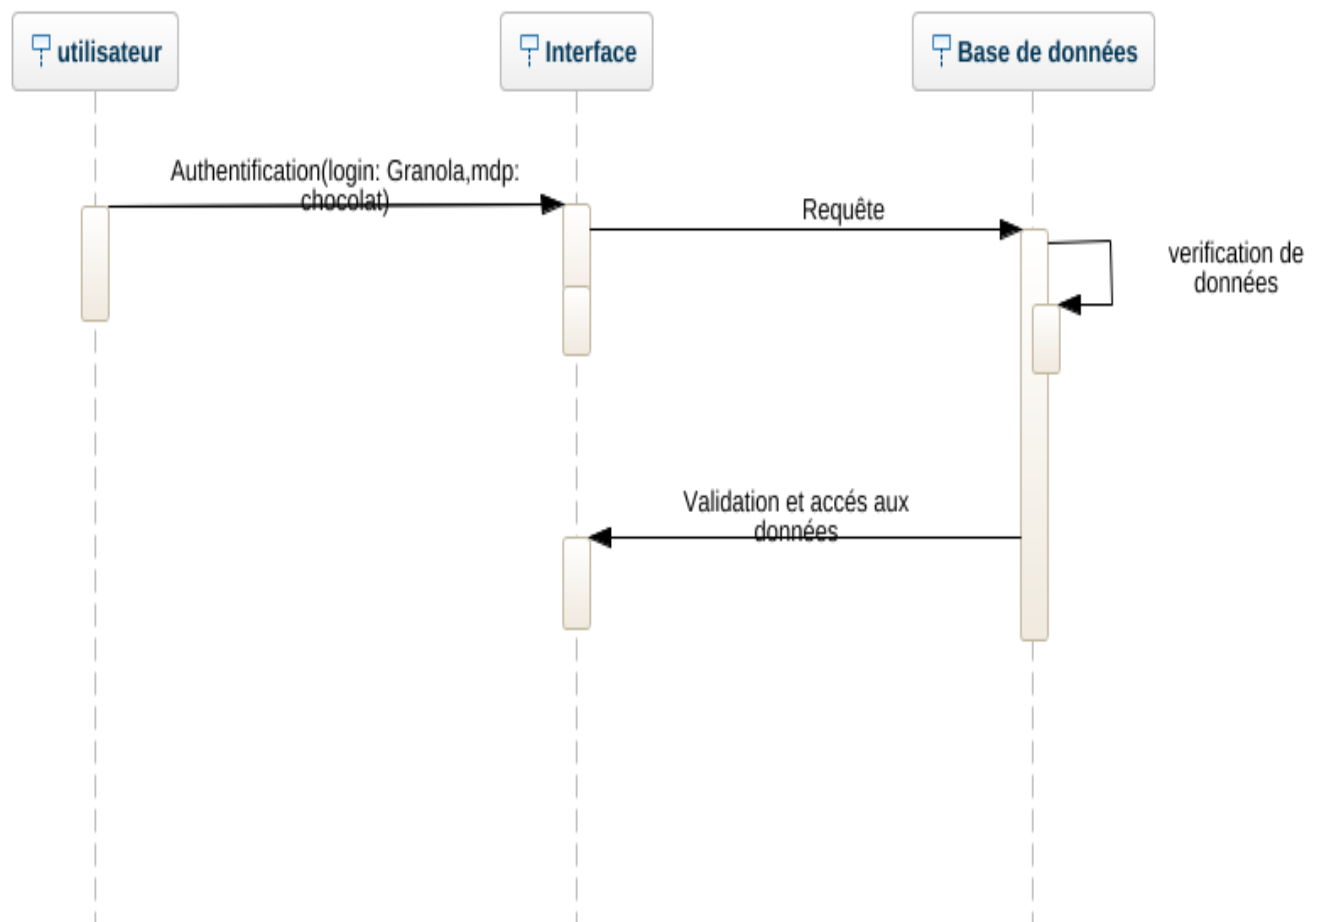 utilisateur
Interface
Base de données
Authentification(login: Granola,mdp:
chocolat)
Requête
verification de
données
Validation et accés aux
données